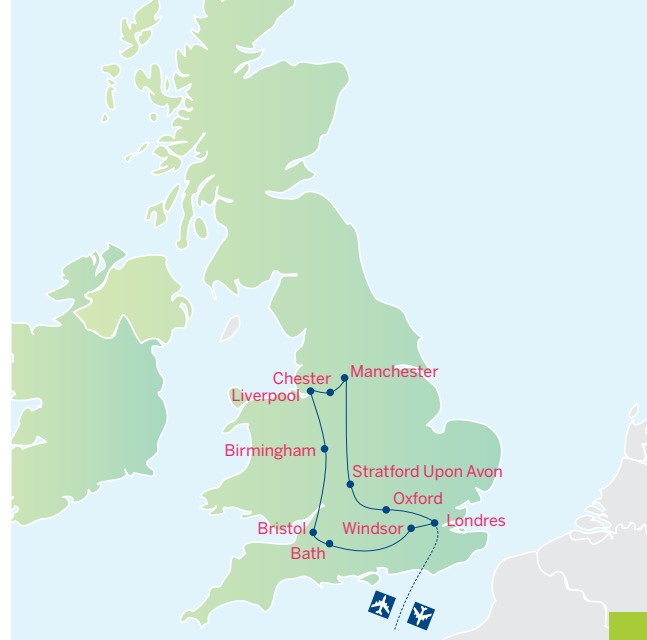 Chester
Manchester
Liverpool
Birmingham
Stratford Upon Avon
Oxford
Londres
Windsor
Bristol
Bath